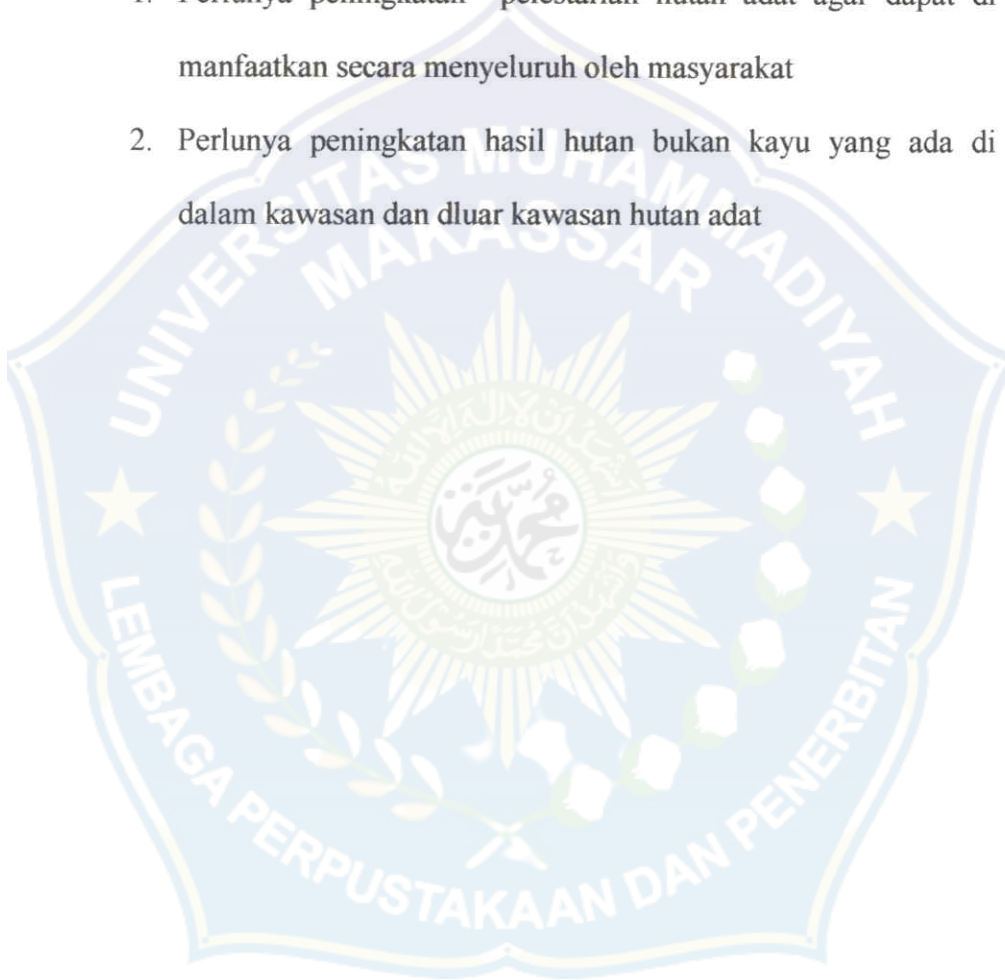 1. Perlunya peningkatan pelestarian hutan adat agar dapat di
manfaatkan secara menyeluruh oleh masyarakat
2. Perlunya peningkatan hasil hutan bukan kayu yang ada di
dalam kawasan dan dluar kawasan hutan adat
UNIVERSITAS MUHAMMADIYAH
MAKASSAR
LEMBAGA PERPUSTAKAAN DAN PENERBITAN